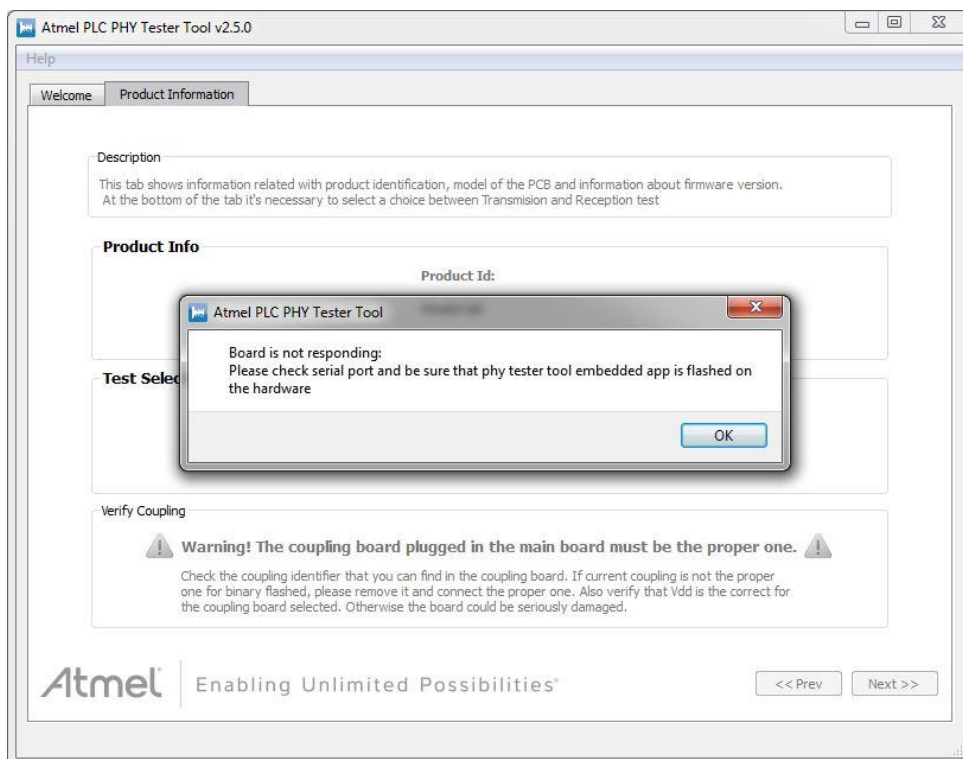 Atmel PLC PHY Tester Tool v2.5.0
Help
Welcome
Product Information
Description
This tab shows information related with product identification, model of the PCB and information about firmware version.
At the bottom of the tab it's necessary to select a choice between Transmision and Reception test
Product Info
Product Id:
Atmel PLC PHY Tester Tool
Board is not responding:
Please check serial port and be sure that phy tester tool embedded app is flashed on
the hardware
OK
Test Selec
Verify Coupling
Warning! The coupling board plugged in the main board must be the proper one.
Check the coupling identifier that you can find in the coupling board. If current coupling is not the proper
one for binary flashed, please remove it and connect the proper one. Also verify that Vdd is the correct for
the coupling board selected. Otherwise the board could be seriously damaged.
Atmel
Enabling Unlimited Possibilities®
<< Prev
Next >>